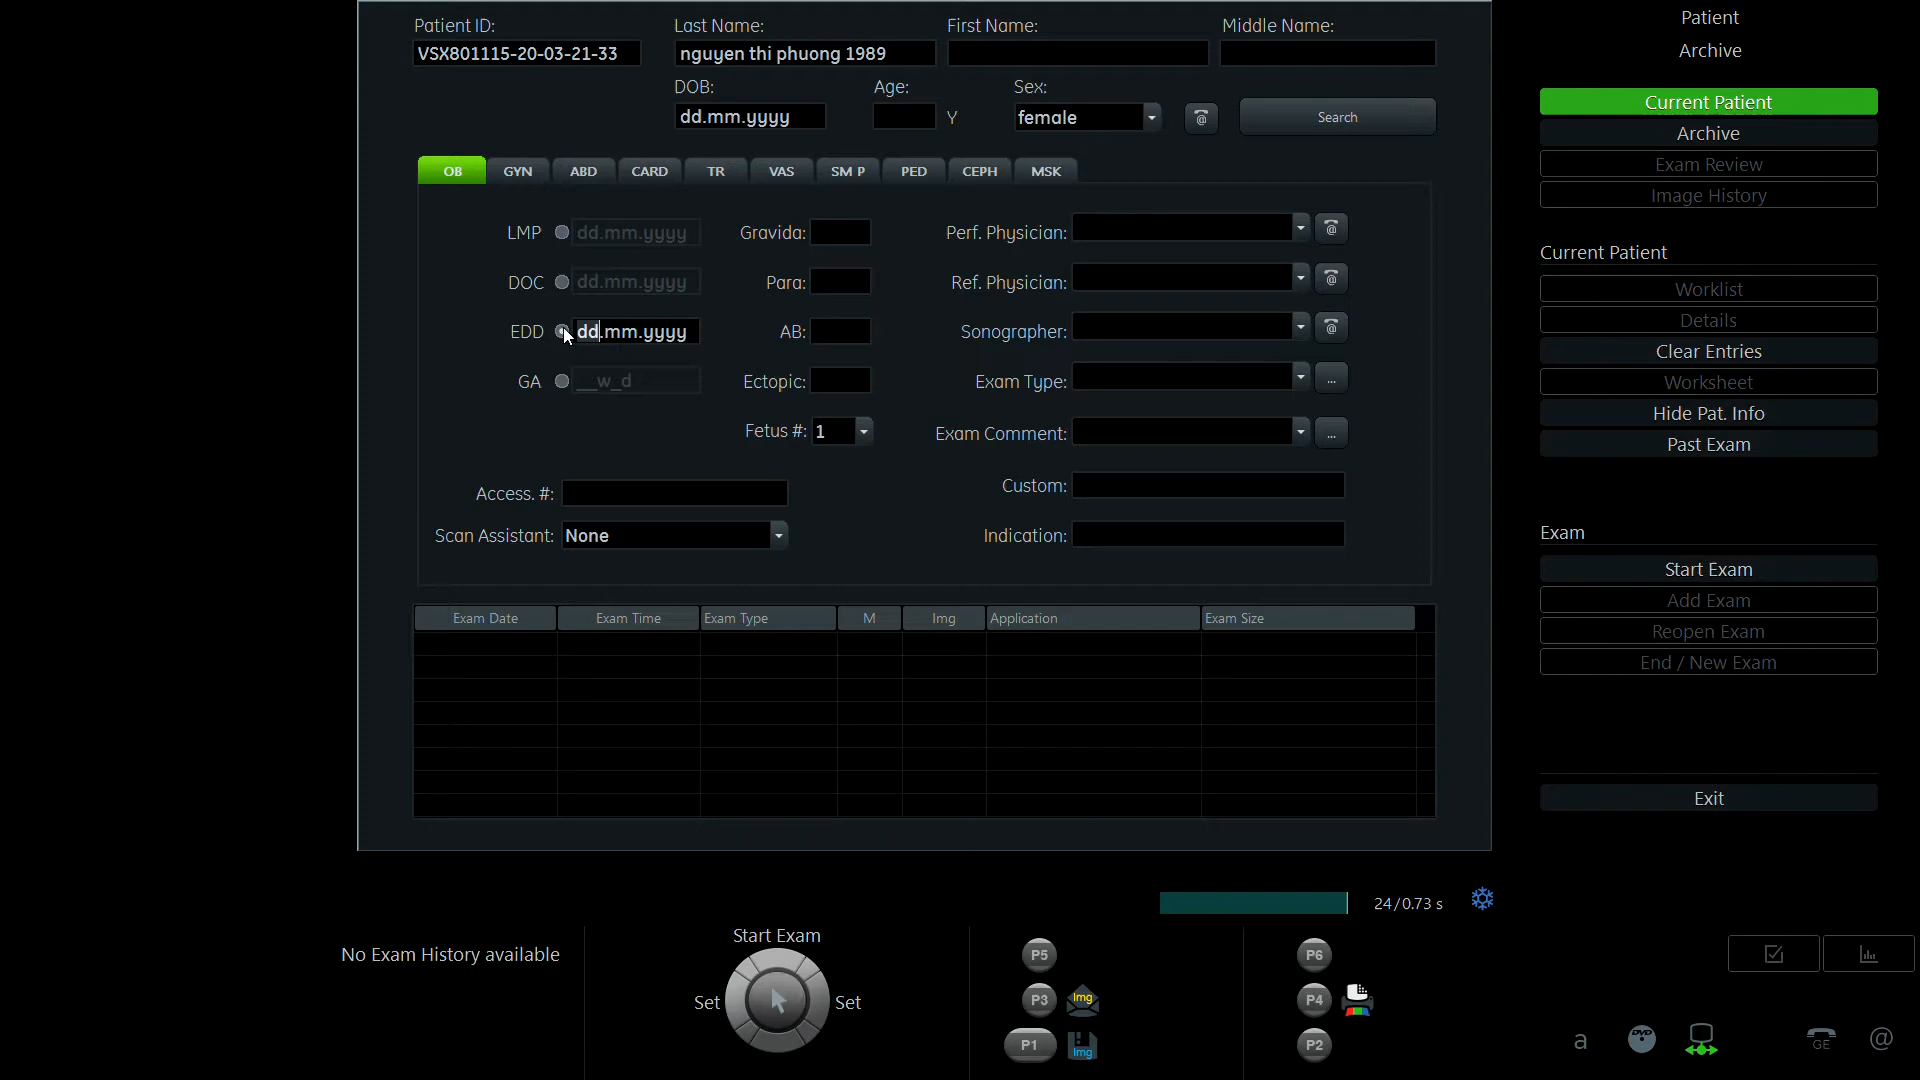 Patient ID: Last Name: First Name: Middle Name:
VSX801115-20-03-21-33 nguyen thi phuong 1989
DOB: Age: Sex:
dd.mm.yyyy Y female @ Search
OB GYN ABD CARD TR VAS SM P PED CEPH MSK
LMP dd.mm.yyyy Gravida: Perf. Physician: @
DOC dd.mm.yyyy Para: Ref. Physician: @
EDD dd.mm.yyyy AB: Sonographer: @
GA __w_d Ectopic: Exam Type: ...
Fetus #: 1 Exam Comment: ...
Access. #: Custom:
Scan Assistant: None Indication:
Exam Date Exam Time Exam Type M Img Application Exam Size
Patient
Archive
Current Patient
Archive
Exam Review
Image History
Current Patient
Worklist
Details
Clear Entries
Worksheet
Hide Pat. Info
Past Exam
Exam
Start Exam
Add Exam
Reopen Exam
End / New Exam
Exit
24/0.73 s
No Exam History available
Start Exam
Set Set
P5
P3 Img
P1 Img
P6
P4
P2
a DVD GE @